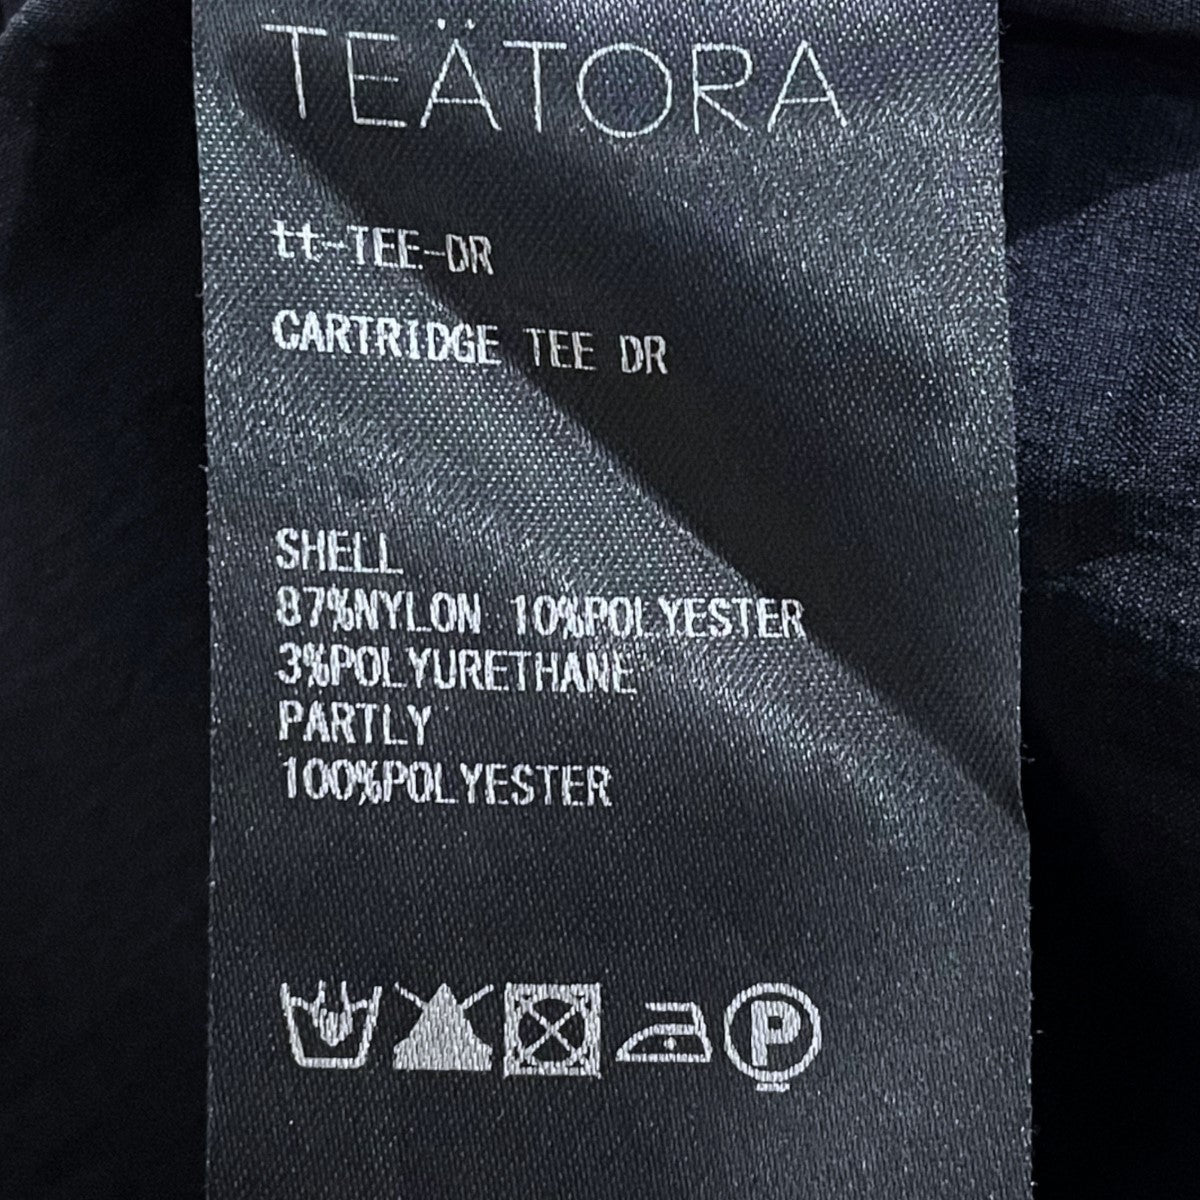 TEÄTORA
tt-TEE-DR
CARTRIDGE TEE DR
SHELL
87%NYLON 10%POLYESTER
3%POLYURETHANE
PARTLY
100%POLYESTER
P